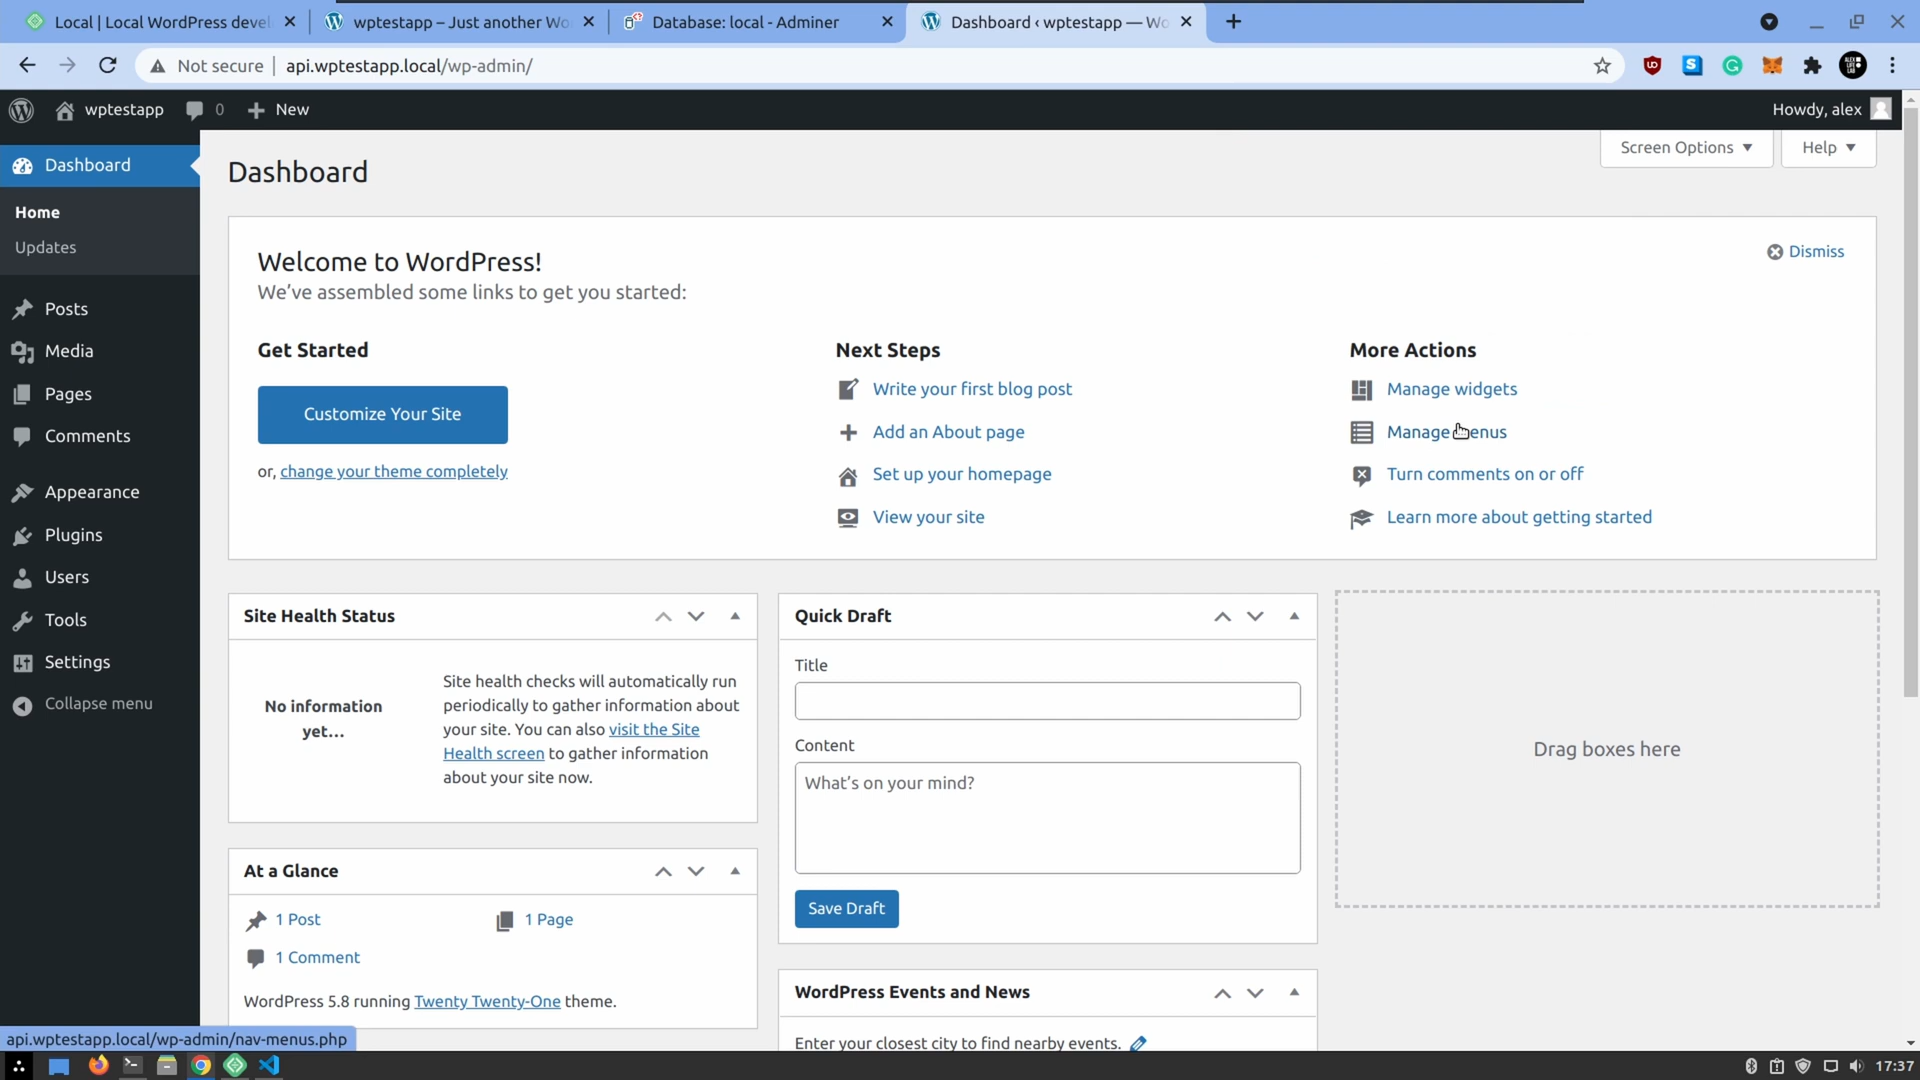 Local | Local WordPress devel
wptestapp – Just another Wo
Database: local - Adminer
Dashboard ‹ wptestapp — Wo
Not secure
api.wptestapp.local/wp-admin/
wptestapp
0
New
Howdy, alex
Dashboard
Home
Updates
Posts
Media
Pages
Comments
Appearance
Plugins
Users
Tools
Settings
Collapse menu
Dashboard
Screen Options
Help
Welcome to WordPress!
We’ve assembled some links to get you started:
Dismiss
Get Started
Customize Your Site
or, change your theme completely
Next Steps
Write your first blog post
Add an About page
Set up your homepage
View your site
More Actions
Manage widgets
Manage menus
Turn comments on or off
Learn more about getting started
Site Health Status
No information
yet…
Site health checks will automatically run
periodically to gather information about
your site. You can also visit the Site
Health screen to gather information
about your site now.
At a Glance
1 Post
1 Page
1 Comment
WordPress 5.8 running Twenty Twenty-One theme.
Quick Draft
Title
Content
What’s on your mind?
Save Draft
WordPress Events and News
Enter your closest city to find nearby events.
Drag boxes here
api.wptestapp.local/wp-admin/nav-menus.php
17:37